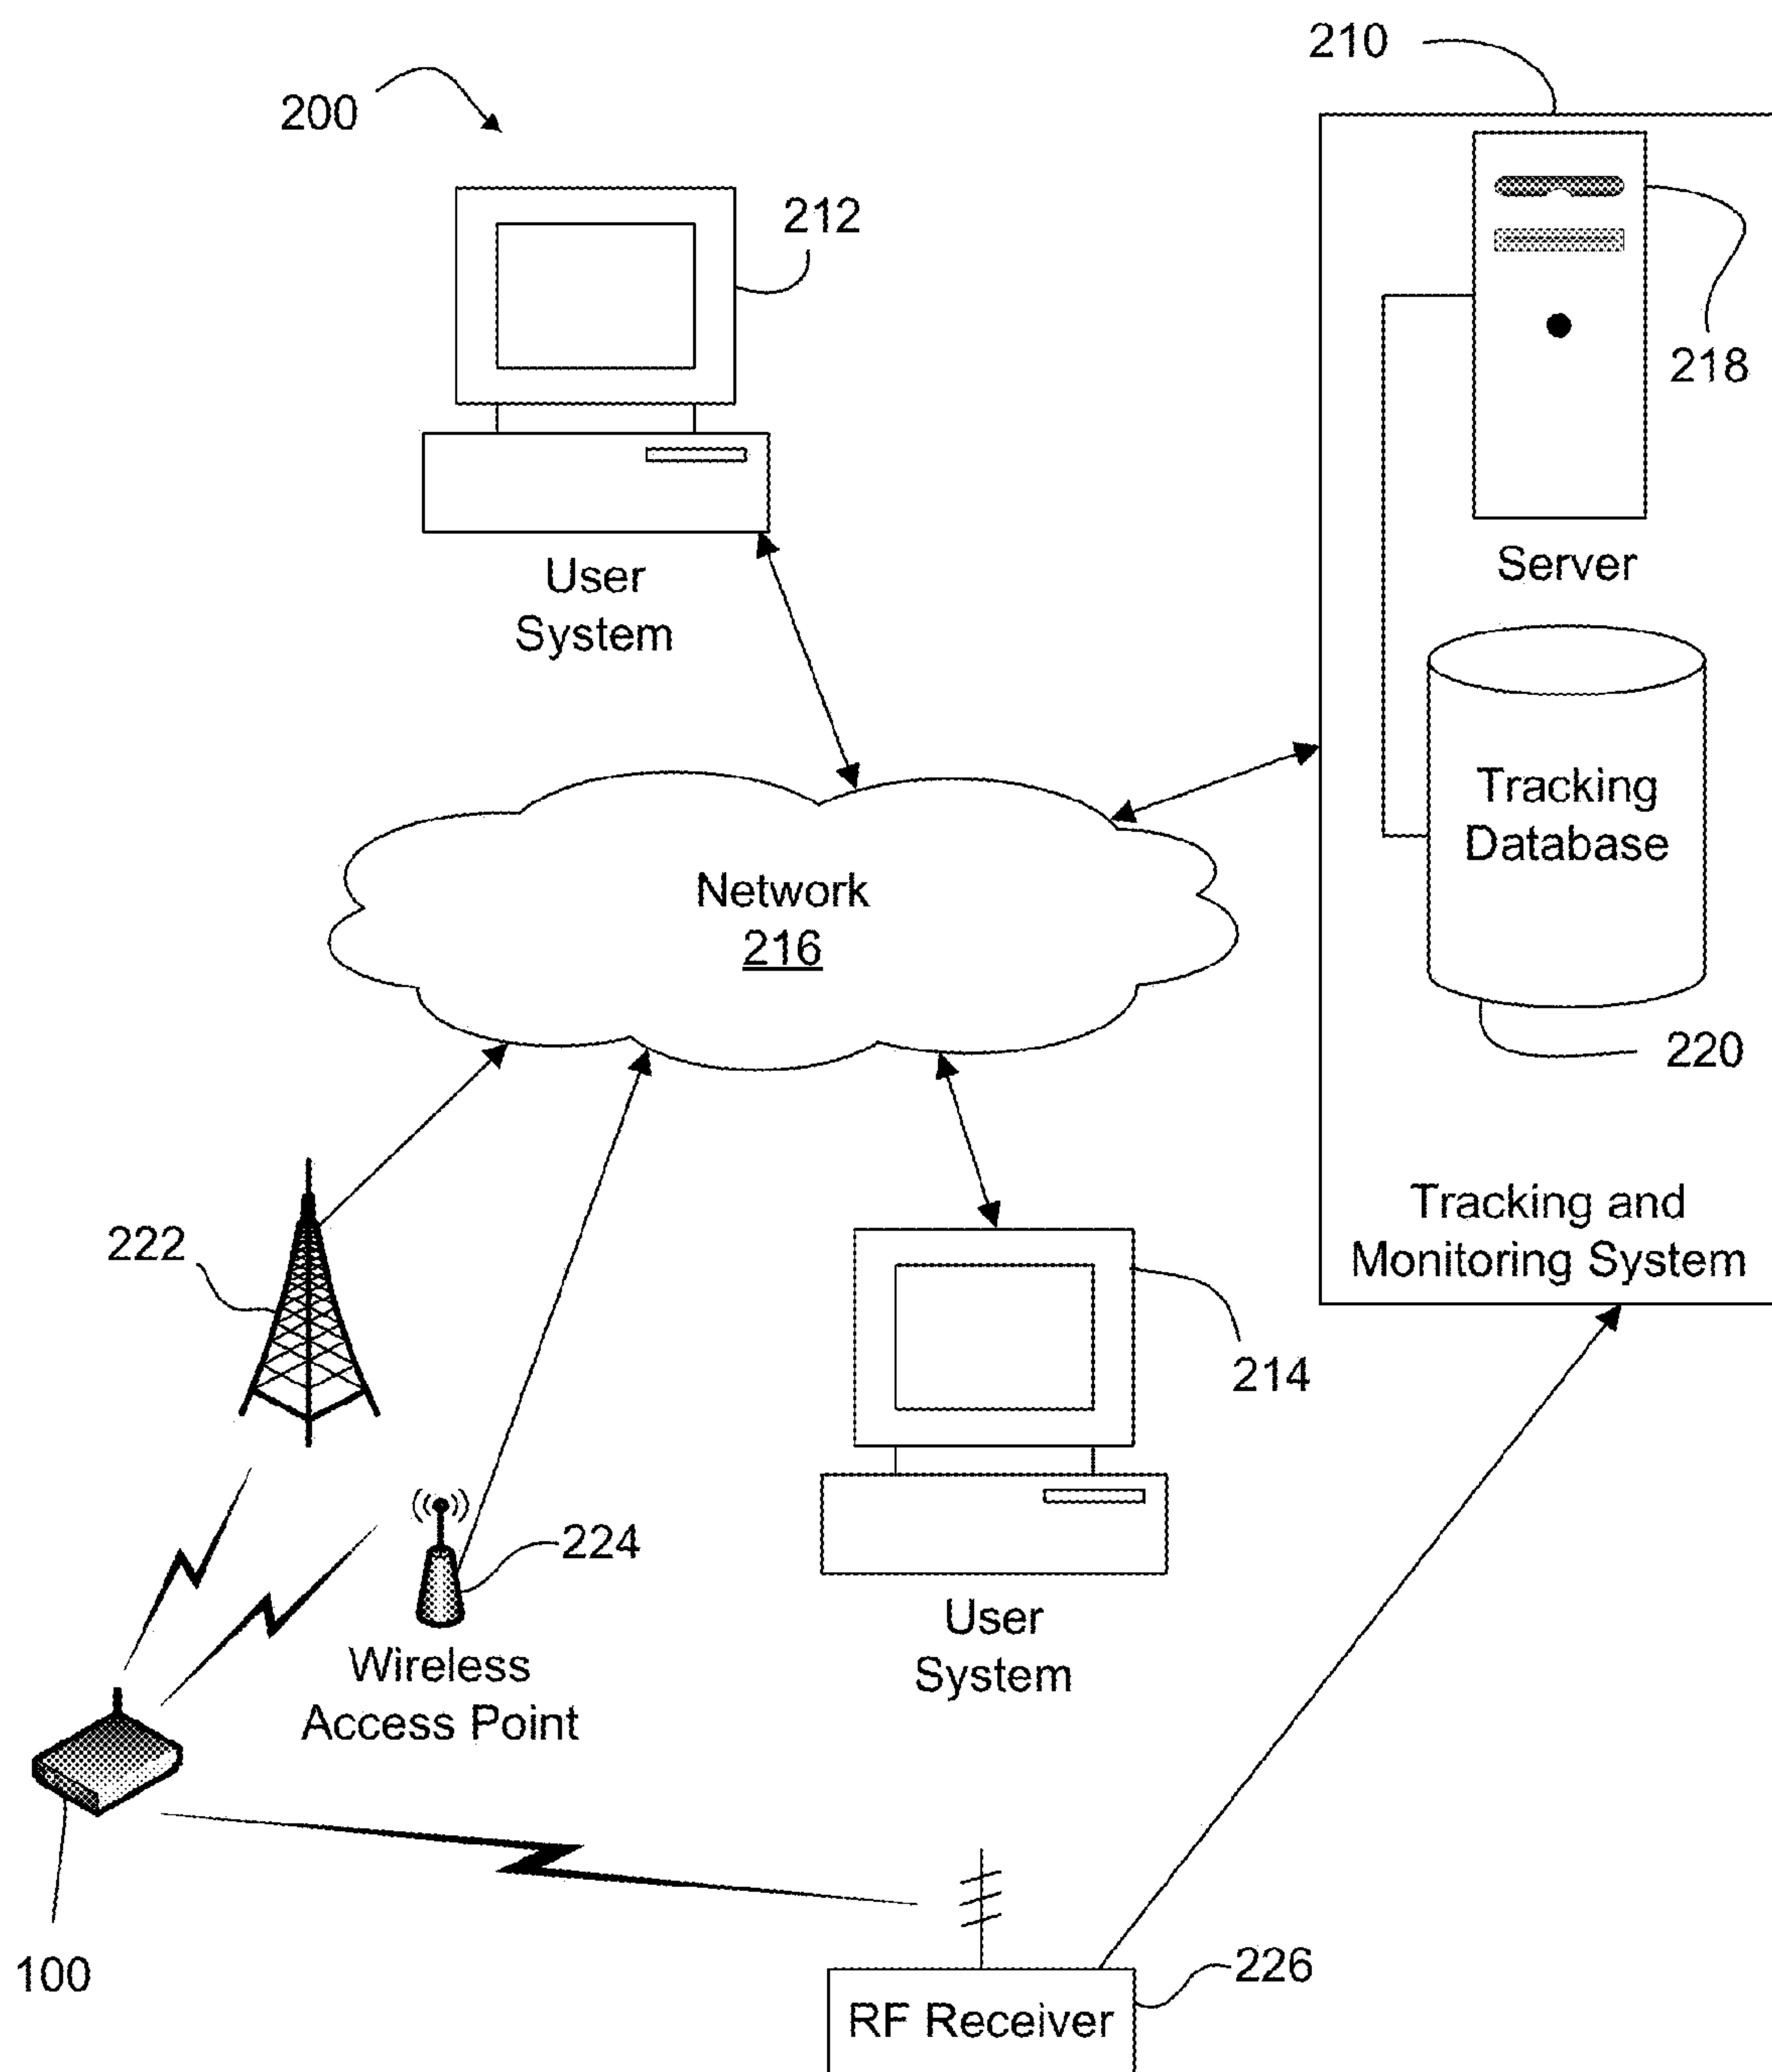 210
200
212
218
User
System
Server
Tracking
Database
Network
216
220
Tracking and
Monitoring System
222
214
224
User
System
Wireless
Access Point
100
226
RF Receiver